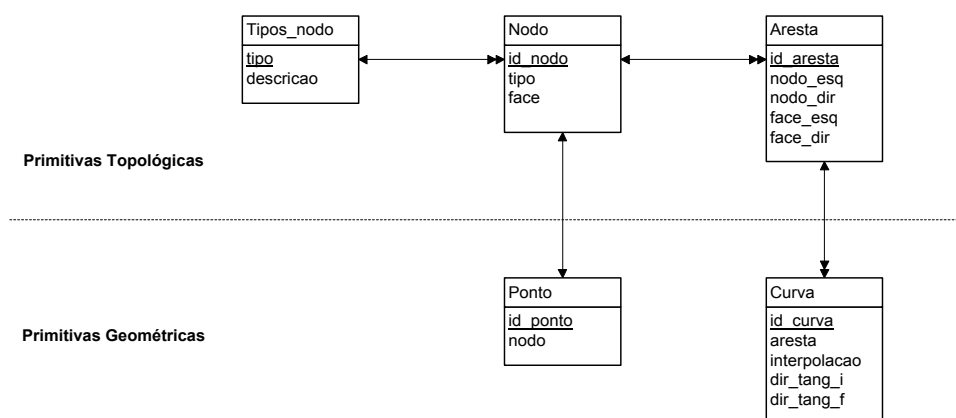 Tipos_nodo
tipo
descricao
Nodo
id_nodo
tipo
face
Aresta
id_aresta
nodo_esq
nodo_dir
face_esq
face_dir
Primitivas Topológicas
Primitivas Geométricas
Ponto
id_ponto
nodo
Curva
id_curva
aresta
interpolacao
dir_tang_i
dir_tang_f